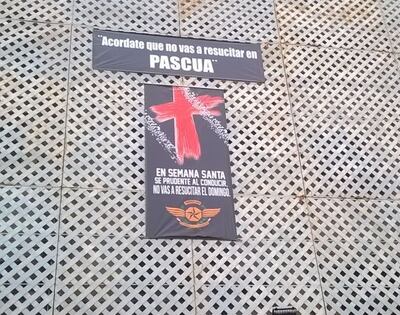 ¨Acordate que no vas a resucitar en
PASCUA¨
EN SEMANA SANTA
SE PRUDENTE AL CONDUCIR,
NO VAS A RESUCITAR EL DOMINGO.